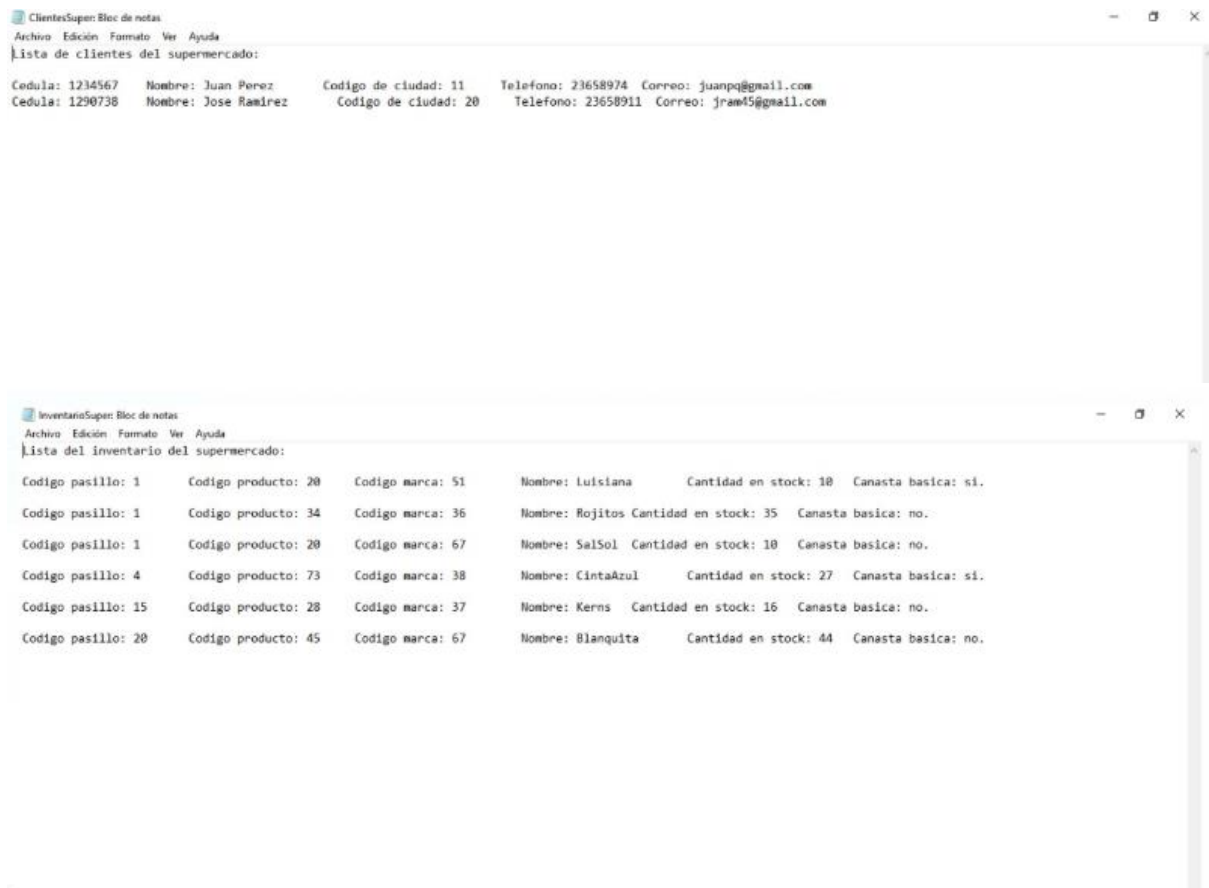 ClientesSuper: Bloc de notas
Archivo Edición Formato Ver Ayuda
Lista de clientes del supermercado:
Cedula: 1234567 Nombre: Juan Perez Codigo de ciudad: 11 Telefono: 23658974 Correo: juanpq@gmail.com
Cedula: 1290738 Nombre: Jose Ramirez Codigo de ciudad: 20 Telefono: 23658911 Correo: jram45@gmail.com
InventarioSuper: Bloc de notas
Archivo Edición Formato Ver Ayuda
Lista del inventario del supermercado:
Codigo pasillo: 1 Codigo producto: 20 Codigo marca: 51 Nombre: Luisiana Cantidad en stock: 10 Canasta basica: si.
Codigo pasillo: 1 Codigo producto: 34 Codigo marca: 36 Nombre: Rojitos Cantidad en stock: 35 Canasta basica: no.
Codigo pasillo: 1 Codigo producto: 20 Codigo marca: 67 Nombre: SalSol Cantidad en stock: 10 Canasta basica: no.
Codigo pasillo: 4 Codigo producto: 73 Codigo marca: 38 Nombre: CintaAzul Cantidad en stock: 27 Canasta basica: si.
Codigo pasillo: 15 Codigo producto: 28 Codigo marca: 37 Nombre: Kerns Cantidad en stock: 16 Canasta basica: no.
Codigo pasillo: 20 Codigo producto: 45 Codigo marca: 67 Nombre: Blanquita Cantidad en stock: 44 Canasta basica: no.